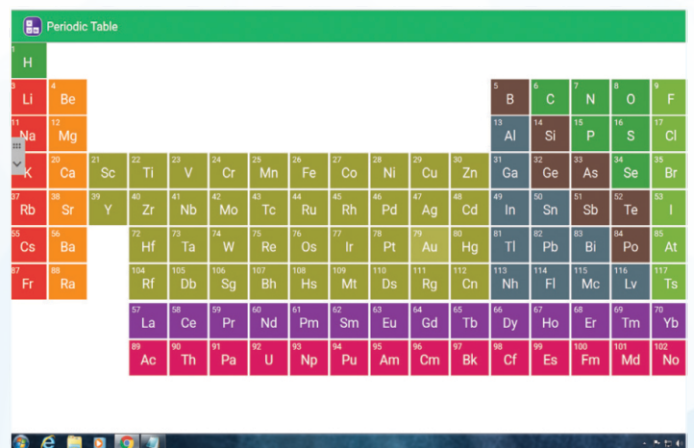 Periodic Table
1 H
3 Li 4 Be 5 B 6 C 7 N 8 O 9 F
11 Na 12 Mg 13 Al 14 Si 15 P 16 S 17 Cl
K 20 Ca 21 Sc 22 Ti 23 V 24 Cr 25 Mn 26 Fe 27 Co 28 Ni 29 Cu 30 Zn 31 Ga 32 Ge 33 As 34 Se 35 Br
37 Rb 38 Sr 39 Y 40 Zr 41 Nb 42 Mo 43 Tc 44 Ru 45 Rh 46 Pd 47 Ag 48 Cd 49 In 50 Sn 51 Sb 52 Te 53 I
55 Cs 56 Ba 72 Hf 73 Ta 74 W 75 Re 76 Os 77 Ir 78 Pt 79 Au 80 Hg 81 Tl 82 Pb 83 Bi 84 Po 85 At
87 Fr 88 Ra 104 Rf 105 Db 106 Sg 107 Bh 108 Hs 109 Mt 110 Ds 111 Rg 112 Cn 113 Nh 114 Fl 115 Mc 116 Lv 117 Ts
57 La 58 Ce 59 Pr 60 Nd 61 Pm 62 Sm 63 Eu 64 Gd 65 Tb 66 Dy 67 Ho 68 Er 69 Tm 70 Yb
89 Ac 90 Th 91 Pa 92 U 93 Np 94 Pu 95 Am 96 Cm 97 Bk 98 Cf 99 Es 100 Fm 101 Md 102 No